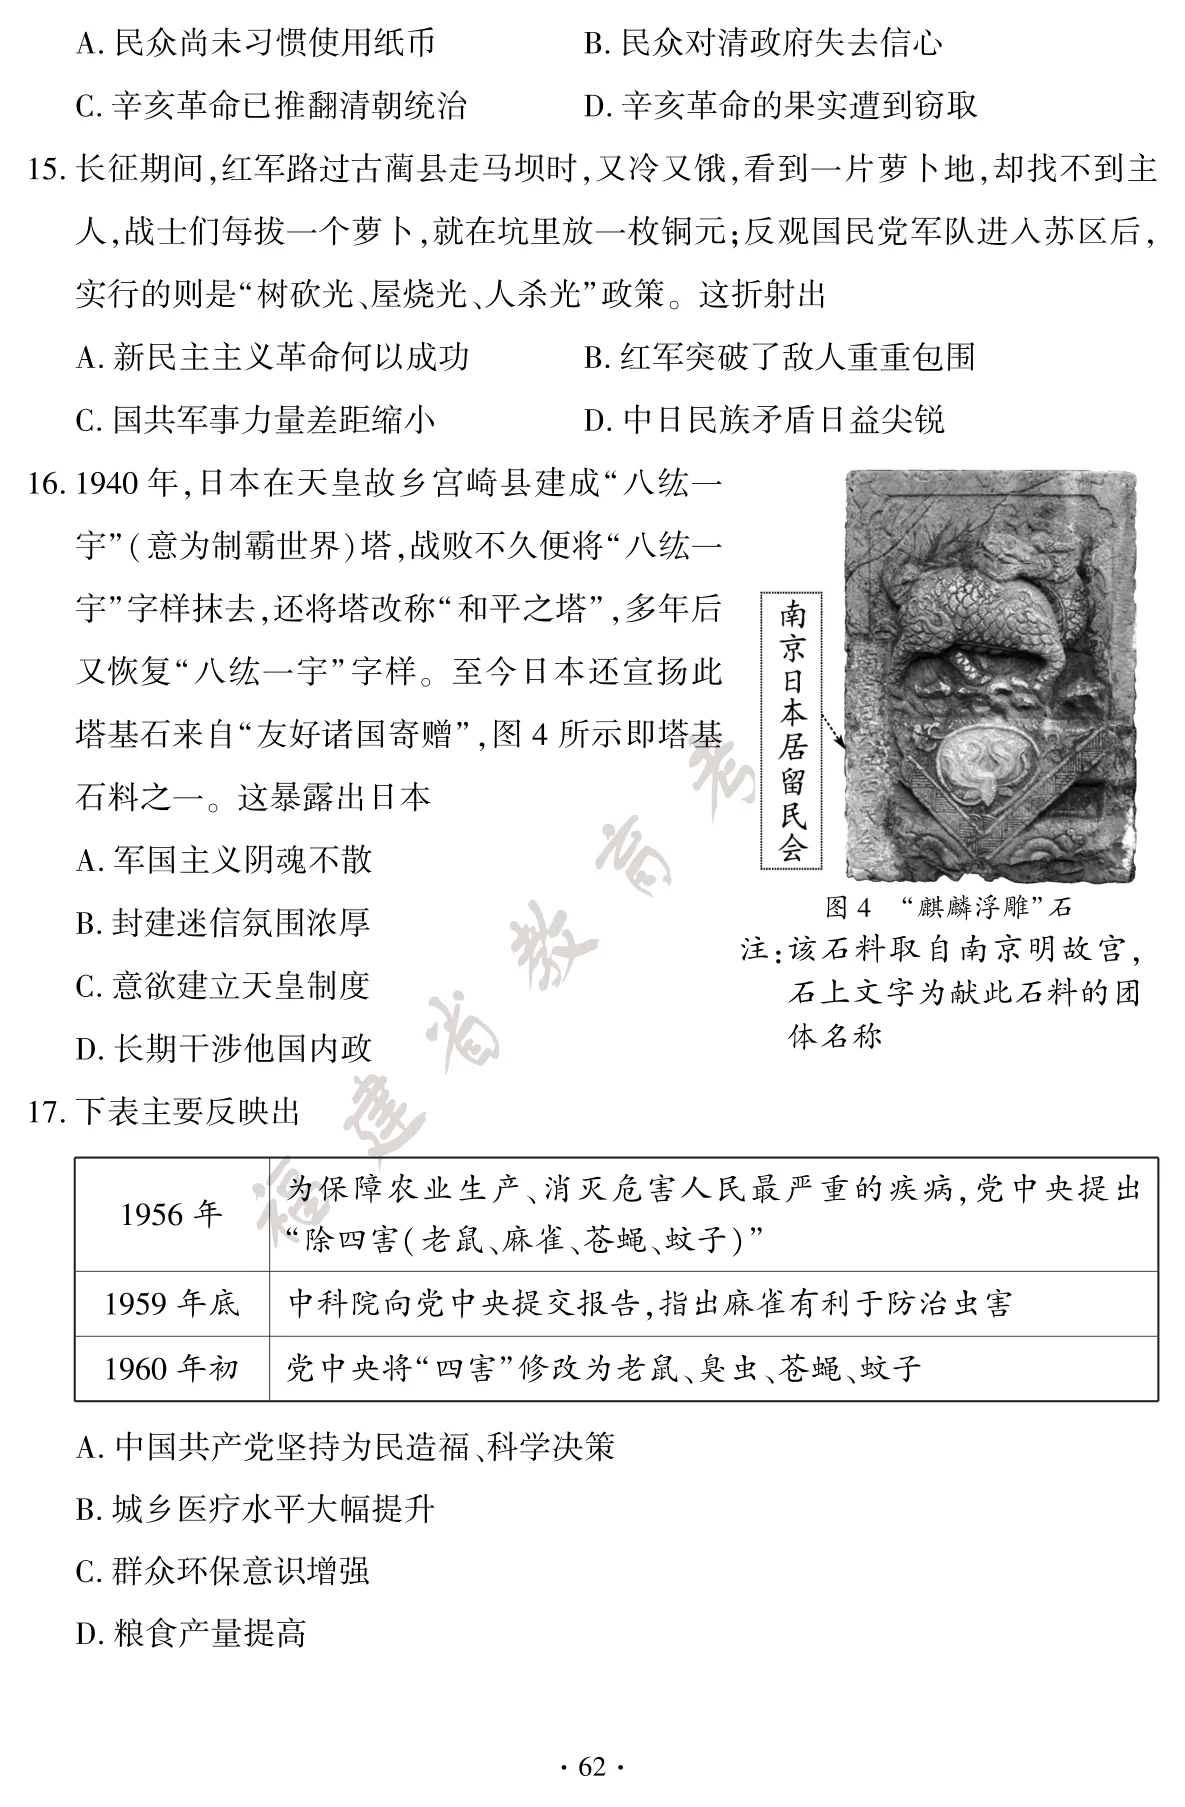 A. 民众尚未习惯使用纸币 B. 民众对清政府失去信心
C. 辛亥革命已推翻清朝统治 D. 辛亥革命的果实遭到窃取
15. 长征期间,红军路过古蔺县走马坝时,又冷又饿,看到一片萝卜地,却找不到主
人,战士们每拔一个萝卜,就在坑里放一枚铜元;反观国民党军队进入苏区后,
实行的则是“树砍光、屋烧光、人杀光”政策。这折射出
A. 新民主主义革命何以成功 B. 红军突破了敌人重重包围
C. 国共军事力量差距缩小 D. 中日民族矛盾日益尖锐
16. 1940 年,日本在天皇故乡宫崎县建成“八纮一
宇”(意为制霸世界)塔,战败不久便将“八纮一
宇”字样抹去,还将塔改称“和平之塔”,多年后
又恢复“八纮一宇”字样。至今日本还宣扬此
塔基石来自“友好诸国寄赠”,图 4 所示即塔基
石料之一。这暴露出日本
A. 军国主义阴魂不散
B. 封建迷信氛围浓厚
C. 意欲建立天皇制度
D. 长期干涉他国内政
南京日本居留民会
图 4 “麒麟浮雕”石
注:该石料取自南京明故宫,
石上文字为献此石料的团
体名称
17. 下表主要反映出
1956 年 为保障农业生产、消灭危害人民最严重的疾病,党中央提出
“除四害(老鼠、麻雀、苍蝇、蚊子)”
1959 年底 中科院向党中央提交报告,指出麻雀有利于防治虫害
1960 年初 党中央将“四害”修改为老鼠、臭虫、苍蝇、蚊子
A. 中国共产党坚持为民造福、科学决策
B. 城乡医疗水平大幅提升
C. 群众环保意识增强
D. 粮食产量提高
福建省教育考
· 62 ·